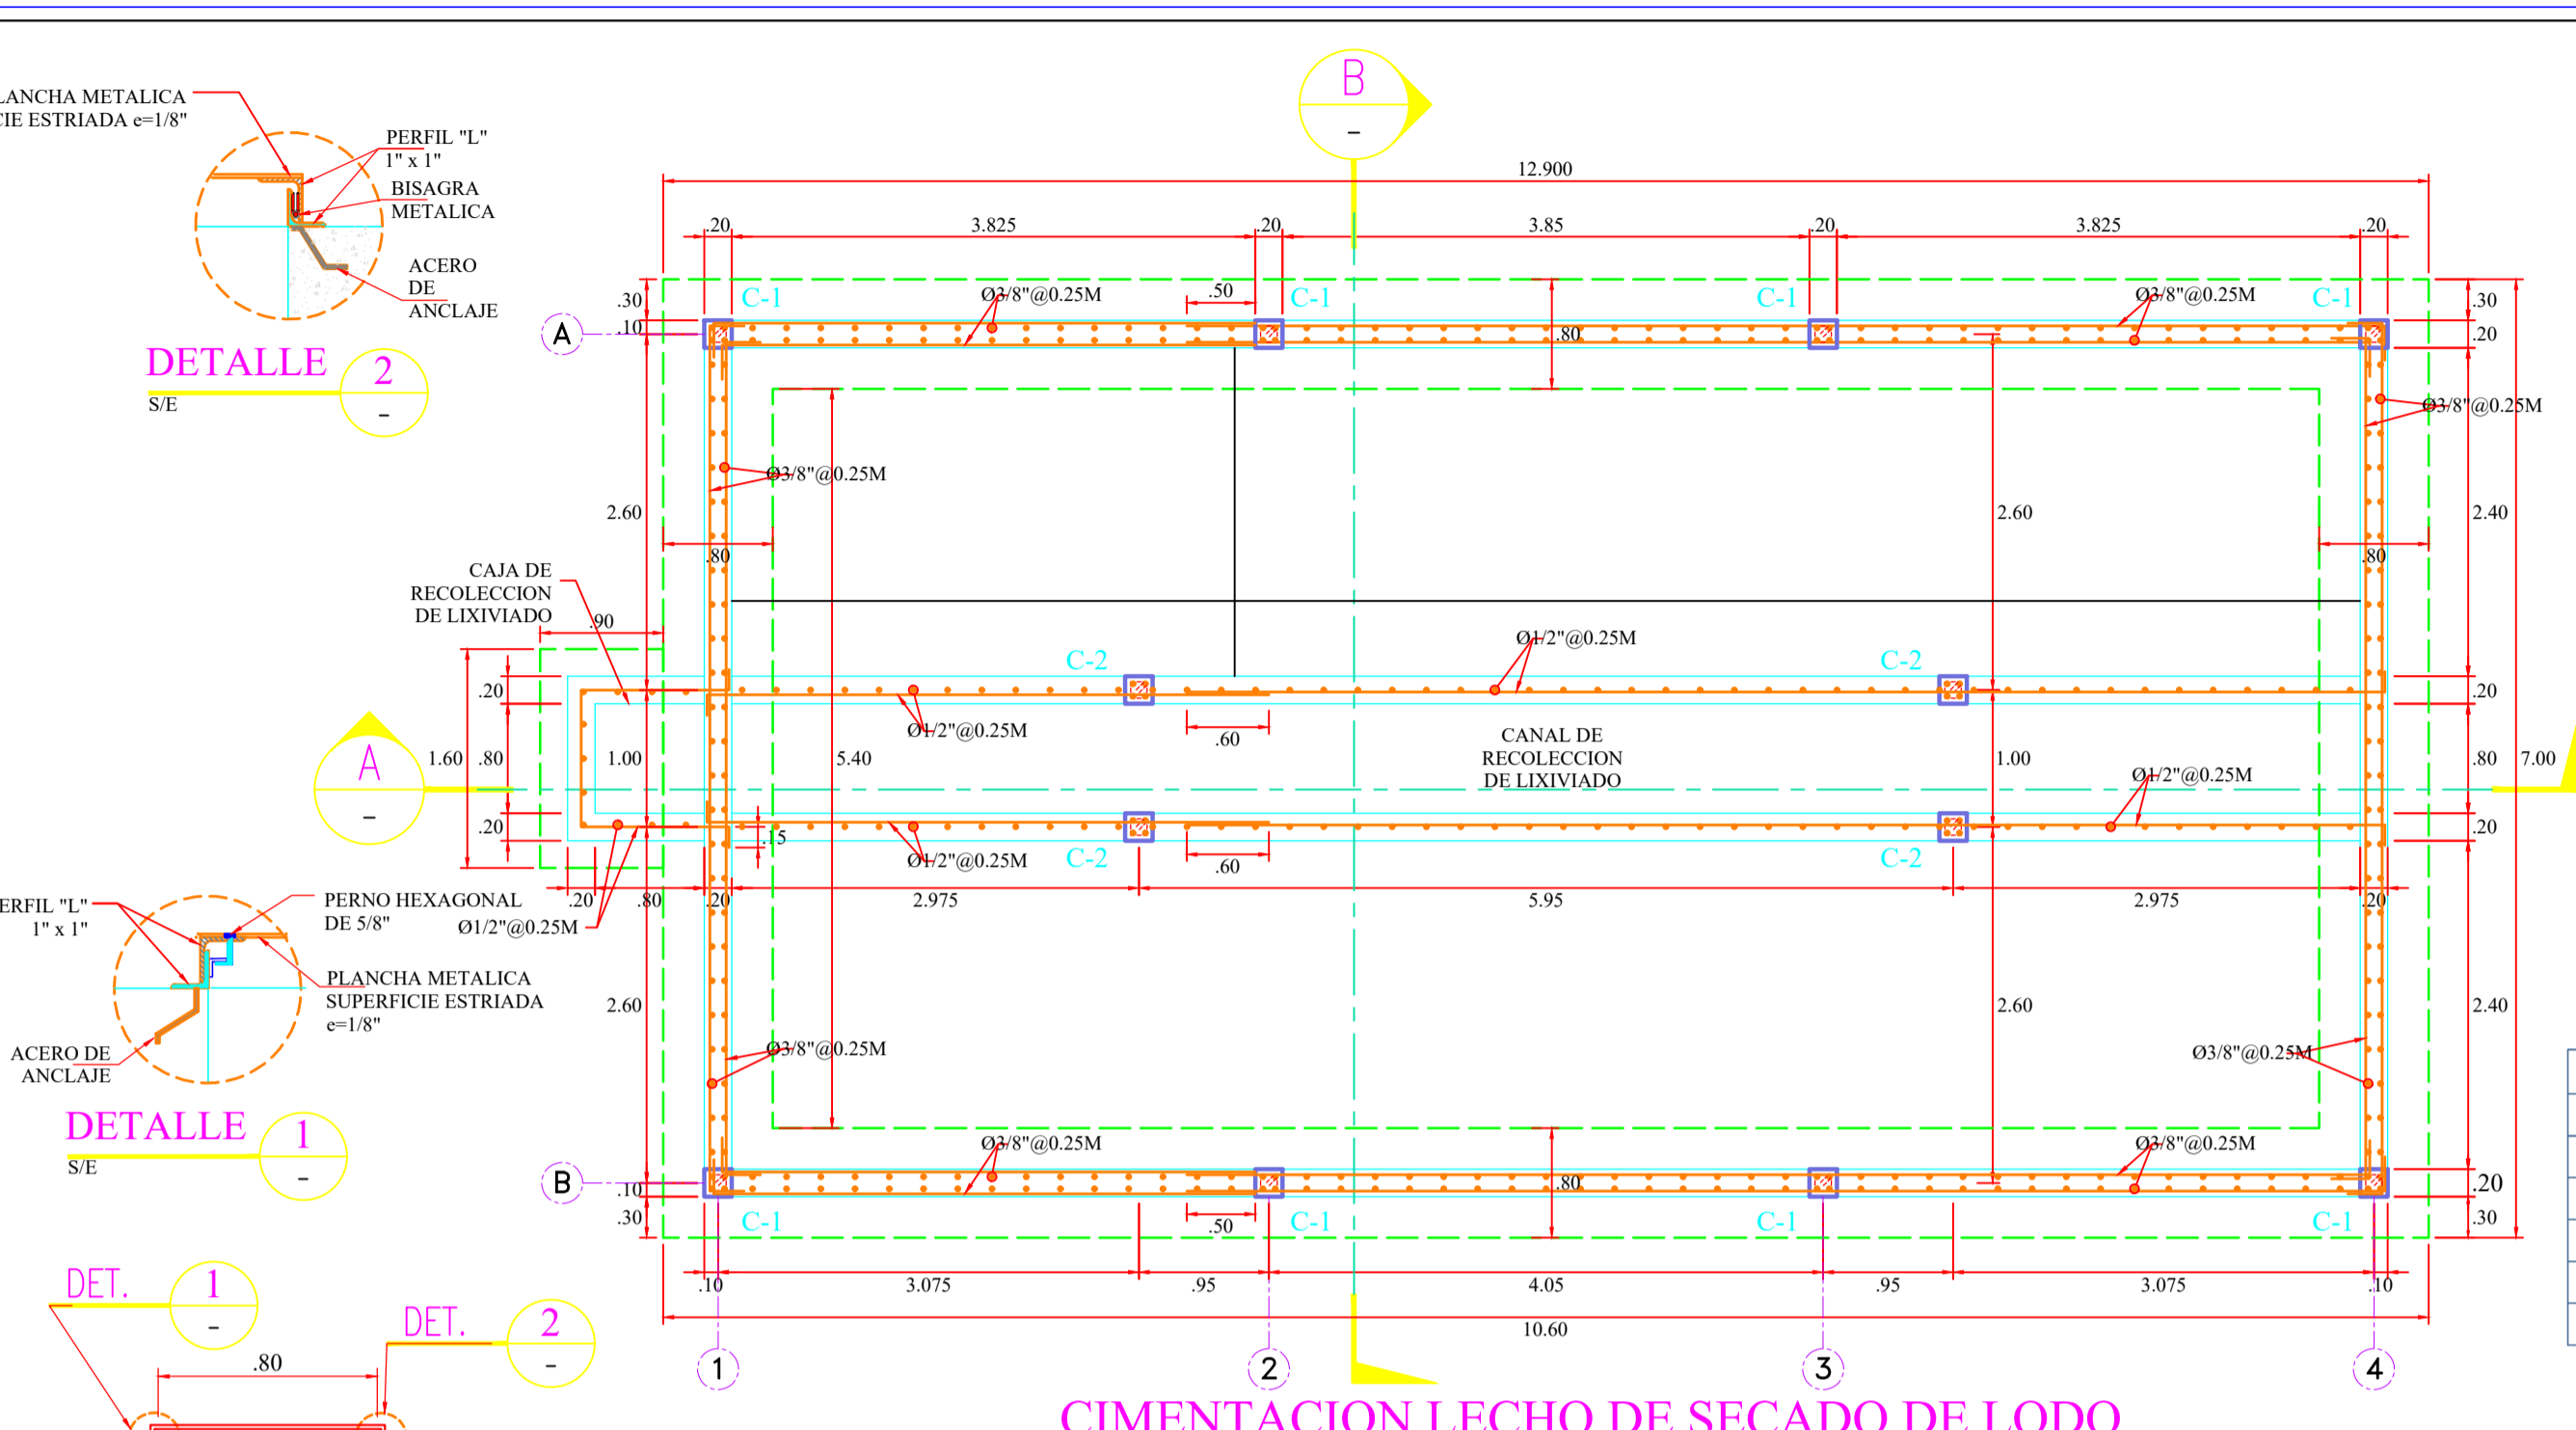 LANCHA METALICA
CIE ESTRIADA e=1/8"
PERFIL "L"
1" x 1"
BISAGRA
METALICA
ACERO
DE
ANCLAJE
DETALLE 2
S/E
-
B
-
12.900
.20 3.825 .20 3.85 .20 3.825 .20
.30 C-1 Ø3/8"@0.25M .50 C-1 C-1 Ø3/8"@0.25M C-1 .30
A .10 .80 .20
Ø3/8"@0.25M
Ø3/8"@0.25M
2.60 2.60 2.40
.80 .80
CAJA DE
RECOLECCION
DE LIXIVIADO
.90
C-2 Ø1/2"@0.25M C-2
.20 .20
Ø1/2"@0.25M .60
CANAL DE
RECOLECCION
DE LIXIVIADO
1.60 .80 1.00 5.40 1.00 .80 7.00
A
-
Ø1/2"@0.25M
.20 .15 .20
Ø1/2"@0.25M C-2 .60 C-2
.20 .80 .20 2.975 5.95 2.975 .20
Ø1/2"@0.25M
ERFIL "L"
1" x 1"
PERNO HEXAGONAL
DE 5/8"
PLANCHA METALICA
SUPERFICIE ESTRIADA
e=1/8"
ACERO DE
ANCLAJE
2.60 2.60 2.40
Ø3/8"@0.25M Ø3/8"@0.25M
DETALLE 1
S/E
-
Ø3/8"@0.25M Ø3/8"@0.25M
B .10 .80 .20
.30 C-1 .50 C-1 C-1 C-1 .30
.10 3.075 .95 4.05 .95 3.075 .10
10.60
1 2 3 4
DET. 1
-
DET. 2
-
.80
CIMENTACION LECHO DE SECADO DE LODO